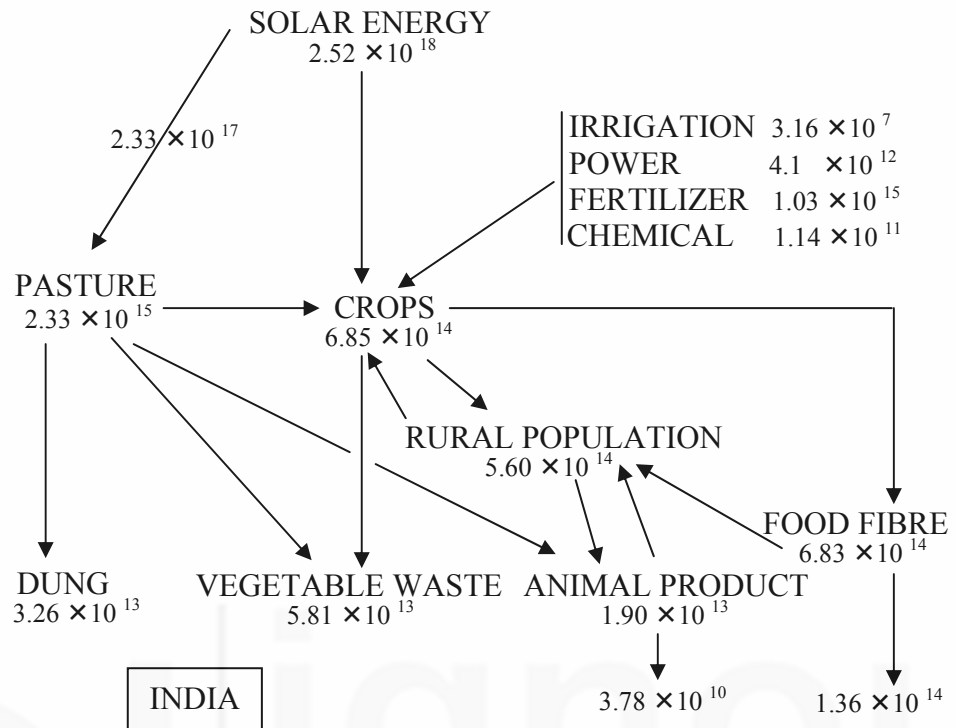 SOLAR ENERGY
2.52 × 10 ¹⁸
2.33 × 10 ¹⁷
IRRIGATION 3.16 × 10 ⁷
POWER 4.1 × 10 ¹²
FERTILIZER 1.03 × 10 ¹⁵
CHEMICAL 1.14 × 10 ¹¹
PASTURE
2.33 × 10 ¹⁵
CROPS
6.85 × 10 ¹⁴
RURAL POPULATION
5.60 × 10 ¹⁴
FOOD FIBRE
6.83 × 10 ¹⁴
DUNG
3.26 × 10 ¹³
VEGETABLE WASTE
5.81 × 10 ¹³
ANIMAL PRODUCT
1.90 × 10 ¹³
INDIA
3.78 × 10 ¹⁰
1.36 × 10 ¹⁴